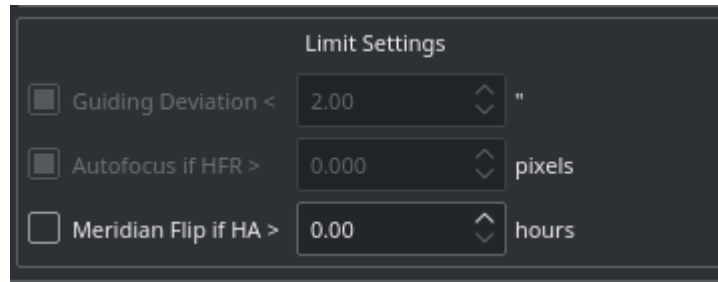 Limit Settings
Guiding Deviation < 2.00 "
Autofocus if HFR > 0.000 pixels
Meridian Flip if HA > 0.00 hours